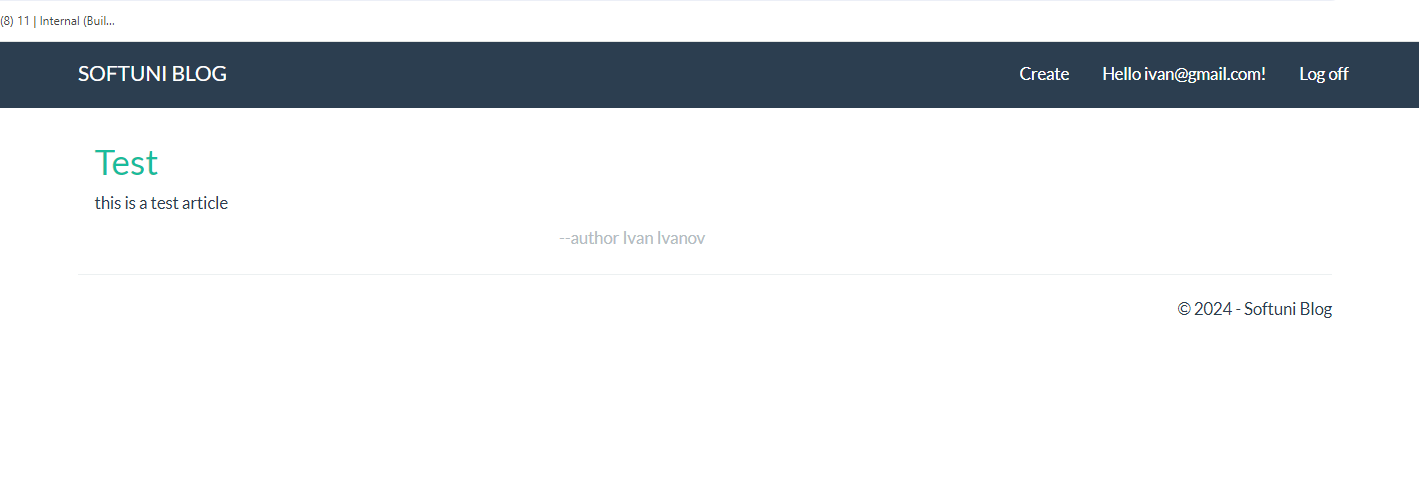 (8) 11 | Internal (Buil...
SOFTUNI BLOG Create Hello ivan@gmail.com! Log off
Test
this is a test article
--author Ivan Ivanov
© 2024 - Softuni Blog